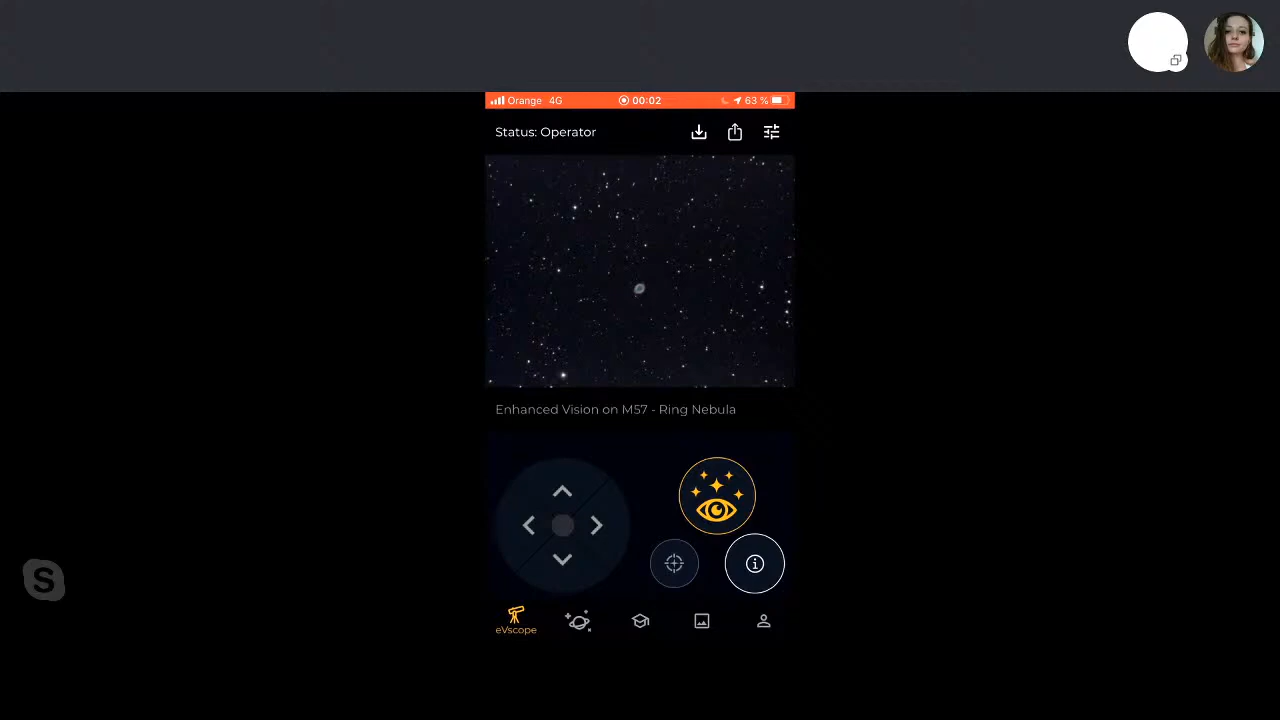 Orange 4G 00:02 63 %
Status: Operator
Enhanced Vision on M57 - Ring Nebula
i
S
eVscope